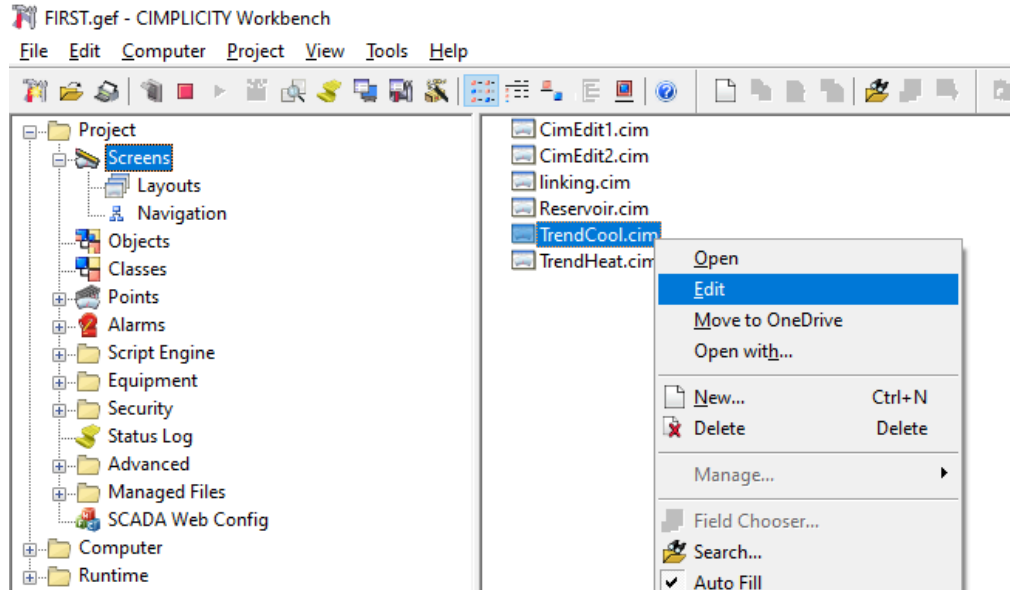 FIRST.gef - CIMPLICITY Workbench
File Edit Computer Project View Tools Help
Project
Screens
Layouts
Navigation
Objects
Classes
Points
Alarms
Script Engine
Equipment
Security
Status Log
Advanced
Managed Files
SCADA Web Config
Computer
Runtime
CimEdit1.cim
CimEdit2.cim
linking.cim
Reservoir.cim
TrendCool.cim
TrendHeat.cim
Open
Edit
Move to OneDrive
Open with...
New... Ctrl+N
Delete Delete
Manage...
Field Chooser...
Search...
Auto Fill